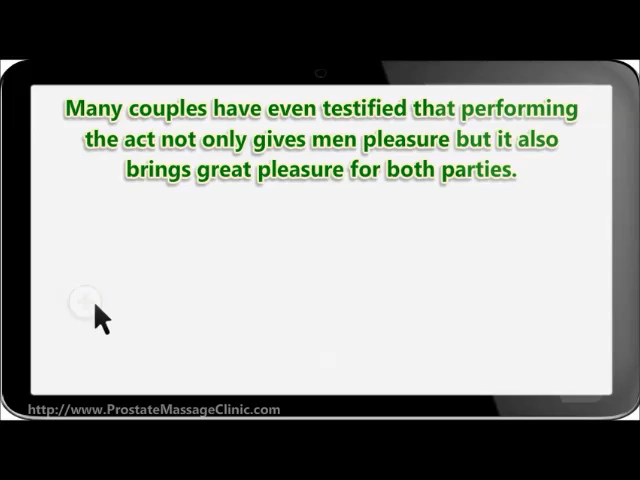 Many couples have even testified that performing
the act not only gives men pleasure but it also
brings great pleasure for both parties.
http://www.ProstateMassageClinic.com